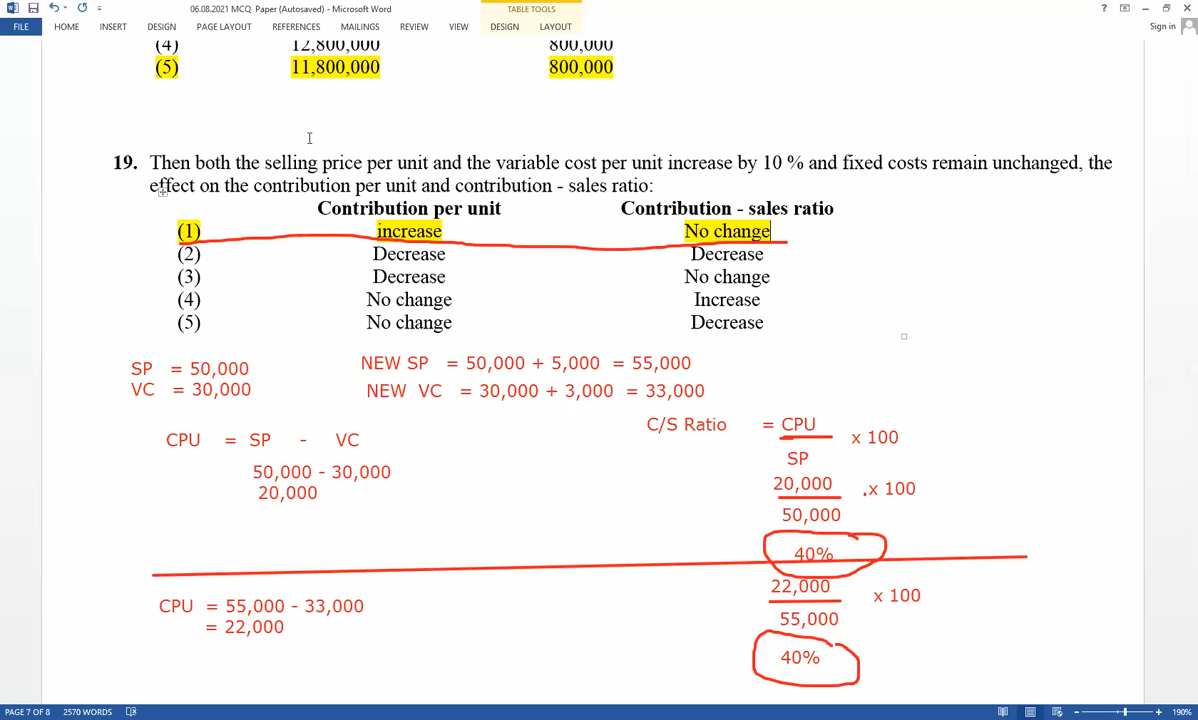 06.08.2021 MCQ Paper (Autosaved) - Microsoft Word
TABLE TOOLS
?
FILE HOME INSERT DESIGN PAGE LAYOUT REFERENCES MAILINGS REVIEW VIEW DESIGN LAYOUT Sign in
(4) 12,800,000 800,000
(5) 11,800,000 800,000
19. Then both the selling price per unit and the variable cost per unit increase by 10 % and fixed costs remain unchanged, the
effect on the contribution per unit and contribution - sales ratio:
Contribution per unit Contribution - sales ratio
(1) increase No change
(2) Decrease Decrease
(3) Decrease No change
(4) No change Increase
(5) No change Decrease
SP = 50,000
VC = 30,000
NEW SP = 50,000 + 5,000 = 55,000
NEW VC = 30,000 + 3,000 = 33,000
CPU = SP - VC
50,000 - 30,000
20,000
C/S Ratio = CPU x 100
SP
20,000 .x 100
50,000
40%
CPU = 55,000 - 33,000
= 22,000
22,000 x 100
55,000
40%
PAGE 7 OF 8 2570 WORDS 190%